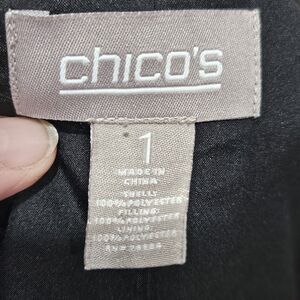 chico's
1
MADE IN
CHINA
SHELL:
100% POLYESTER
FILLING:
100% POLYESTER
LINING:
100% POLYESTER